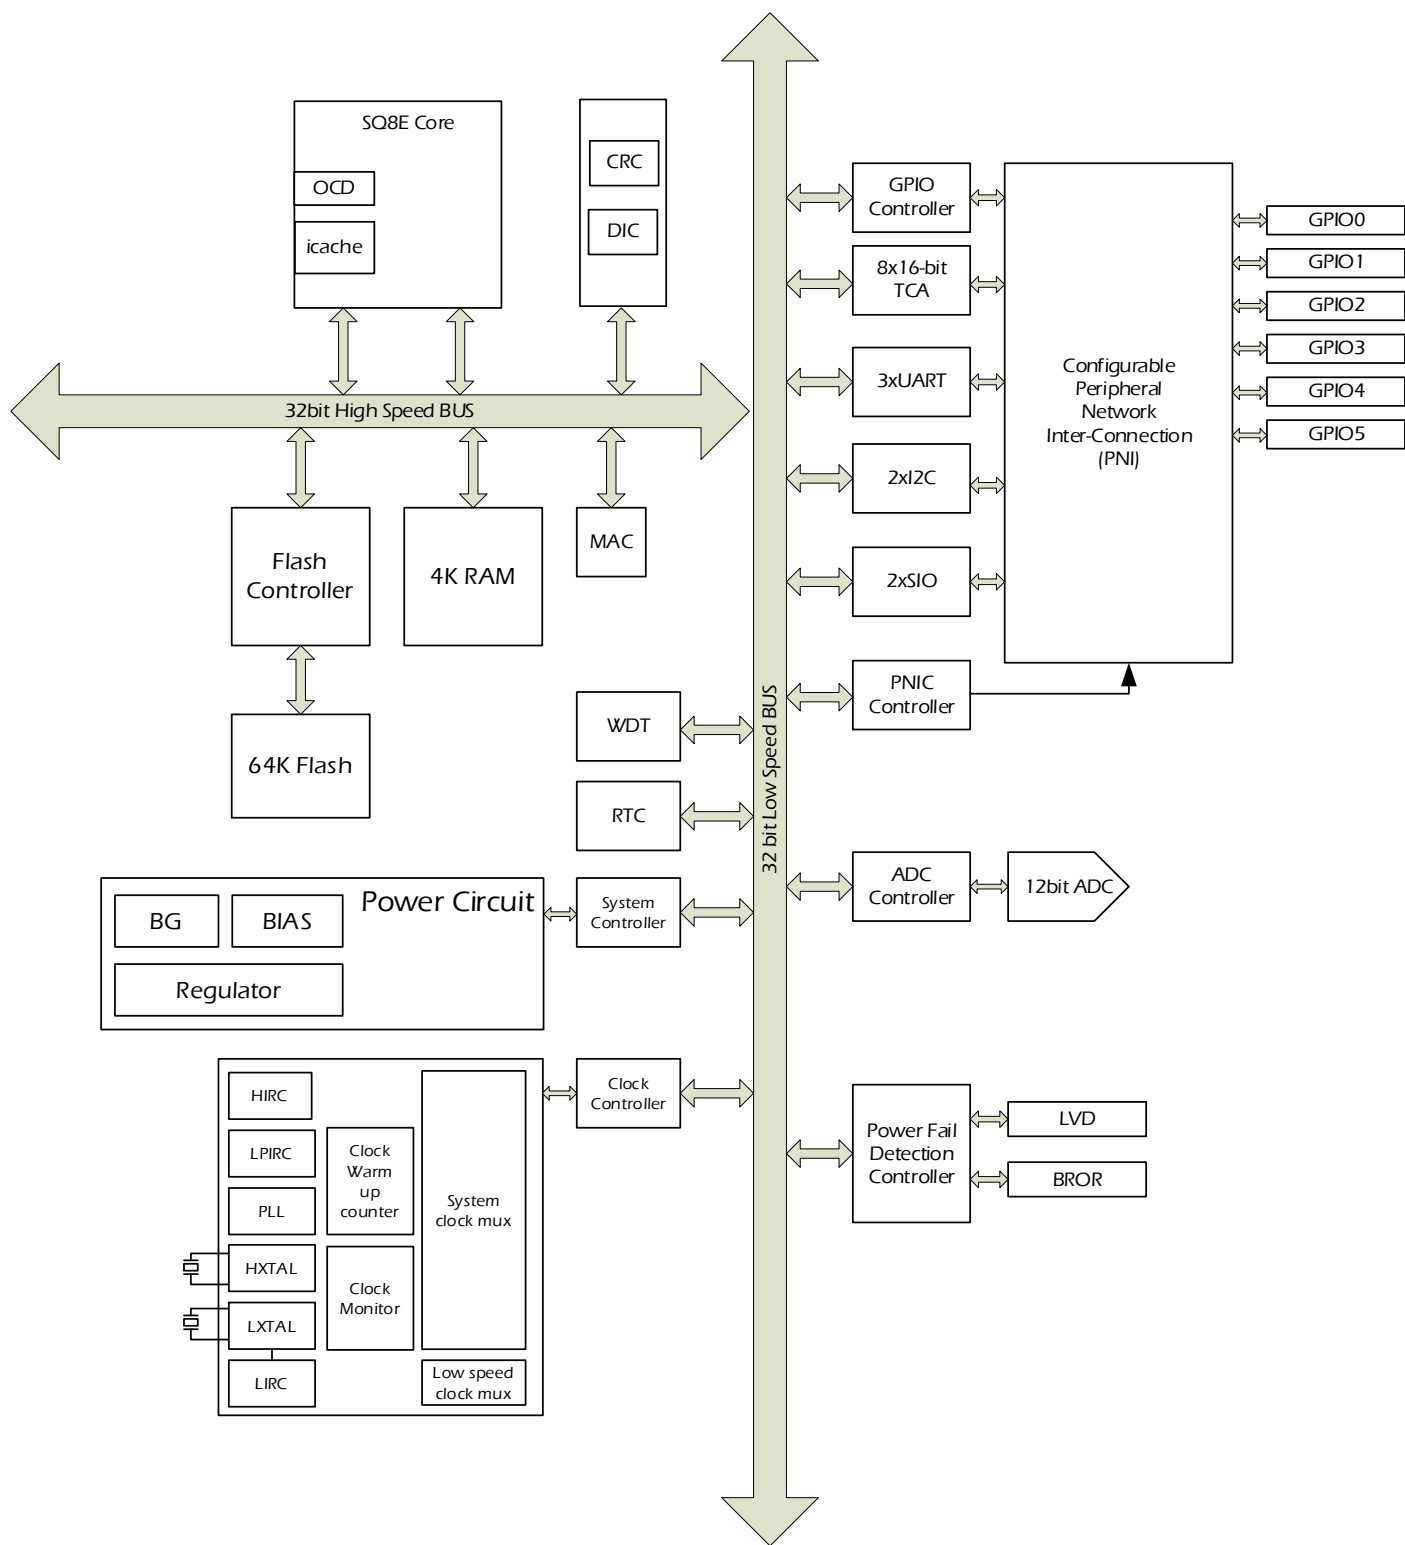 SQ8E Core
OCD
icache
CRC
DIC
32bit High Speed BUS
Flash
Controller
4K RAM
MAC
64K Flash
WDT
RTC
Power Circuit
BG
BIAS
Regulator
System
Controller
Clock
Controller
HIRC
LPIRC
PLL
HXTAL
LXTAL
LIRC
Clock
Warm
up
counter
Clock
Monitor
System
clock mux
Low speed
clock mux
32 bit Low Speed BUS
GPIO
Controller
8x16-bit
TCA
3xUART
2xI2C
2xSIO
PNIC
Controller
Configurable
Peripheral
Network
Inter-Connection
(PNI)
GPIO0
GPIO1
GPIO2
GPIO3
GPIO4
GPIO5
ADC
Controller
12bit ADC
Power Fail
Detection
Controller
LVD
BROR